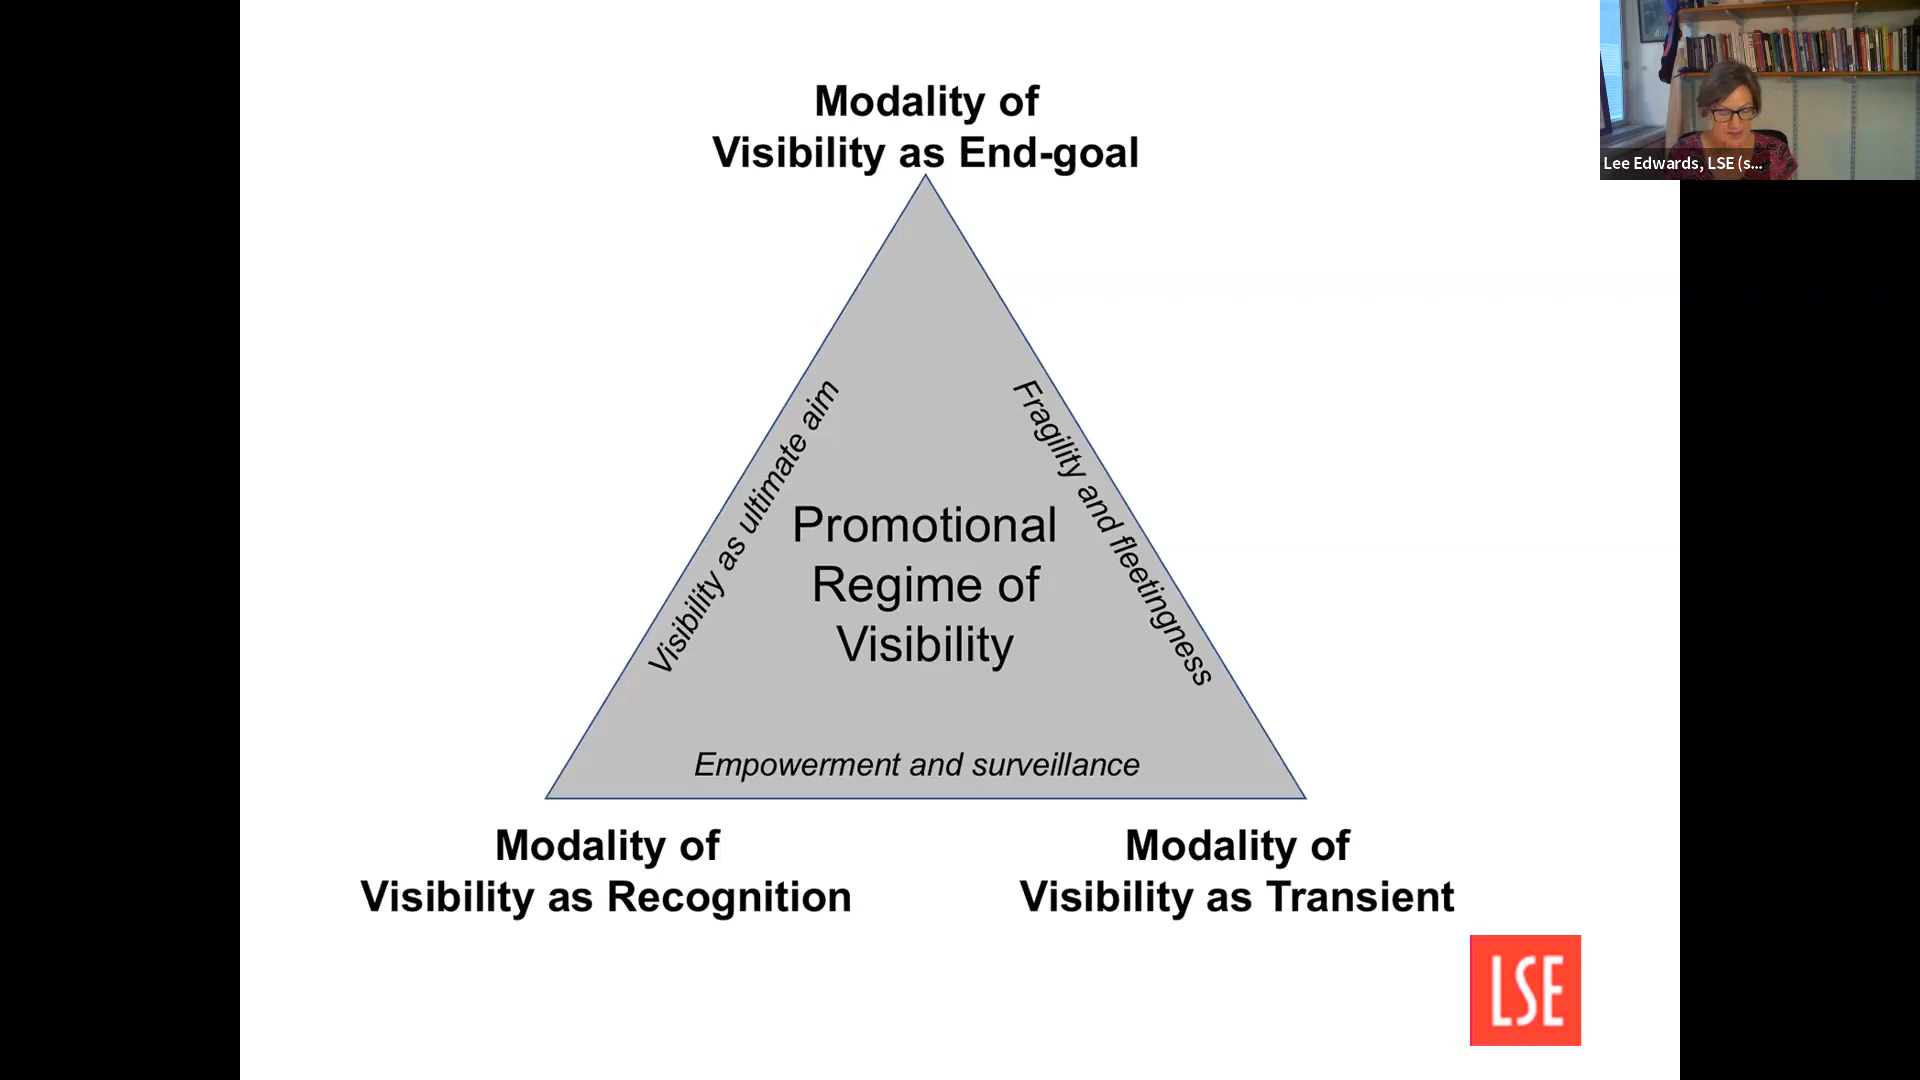 Modality of
Visibility as End-goal
Lee Edwards, LSE (s...
Visibility as ultimate aim
Fragility and fleetingness
Promotional
Regime of
Visibility
Empowerment and surveillance
Modality of
Visibility as Recognition
Modality of
Visibility as Transient
LSE